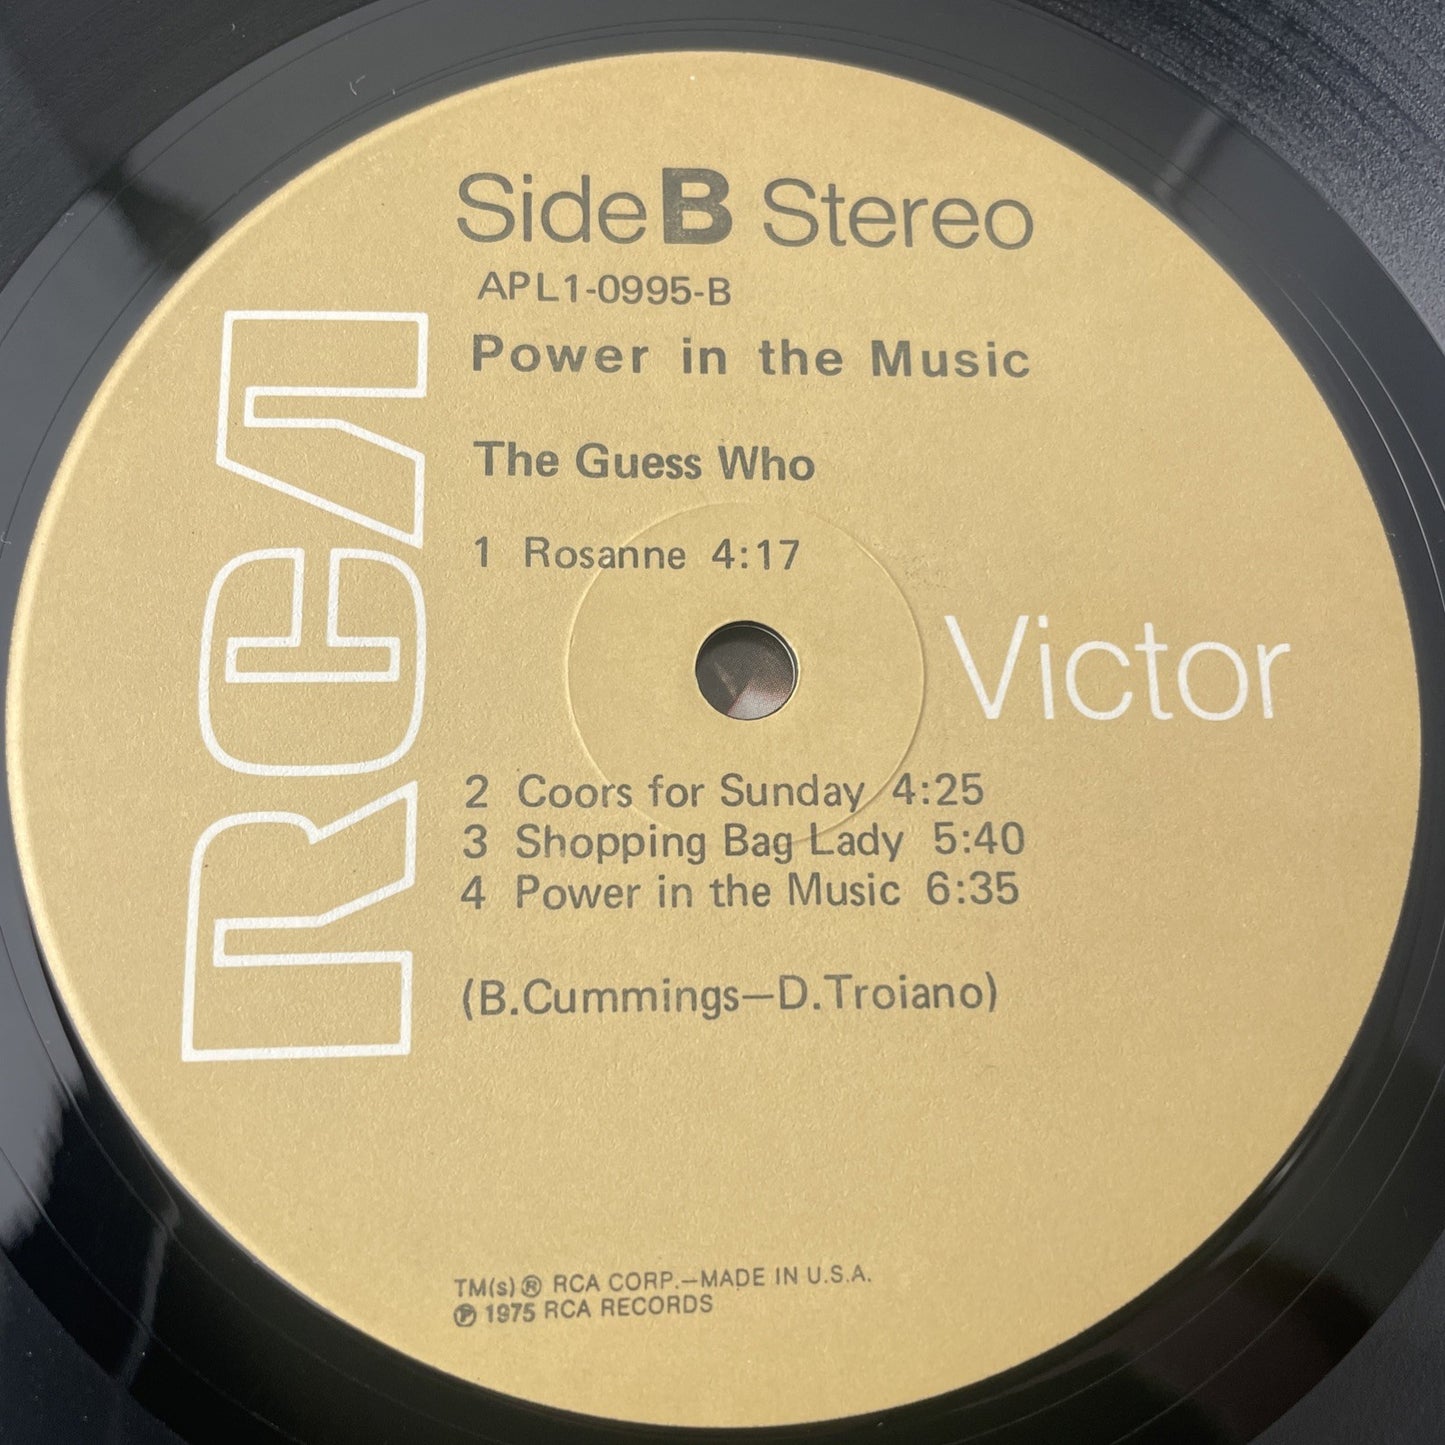 Side B Stereo
APL1-0995-B
Power in the Music
The Guess Who
1 Rosanne 4:17
RCA
Victor
2 Coors for Sunday 4:25
3 Shopping Bag Lady 5:40
4 Power in the Music 6:35
(B.Cummings—D.Troiano)
TM(s) ® RCA CORP.—MADE IN U.S.A.
℗ 1975 RCA RECORDS